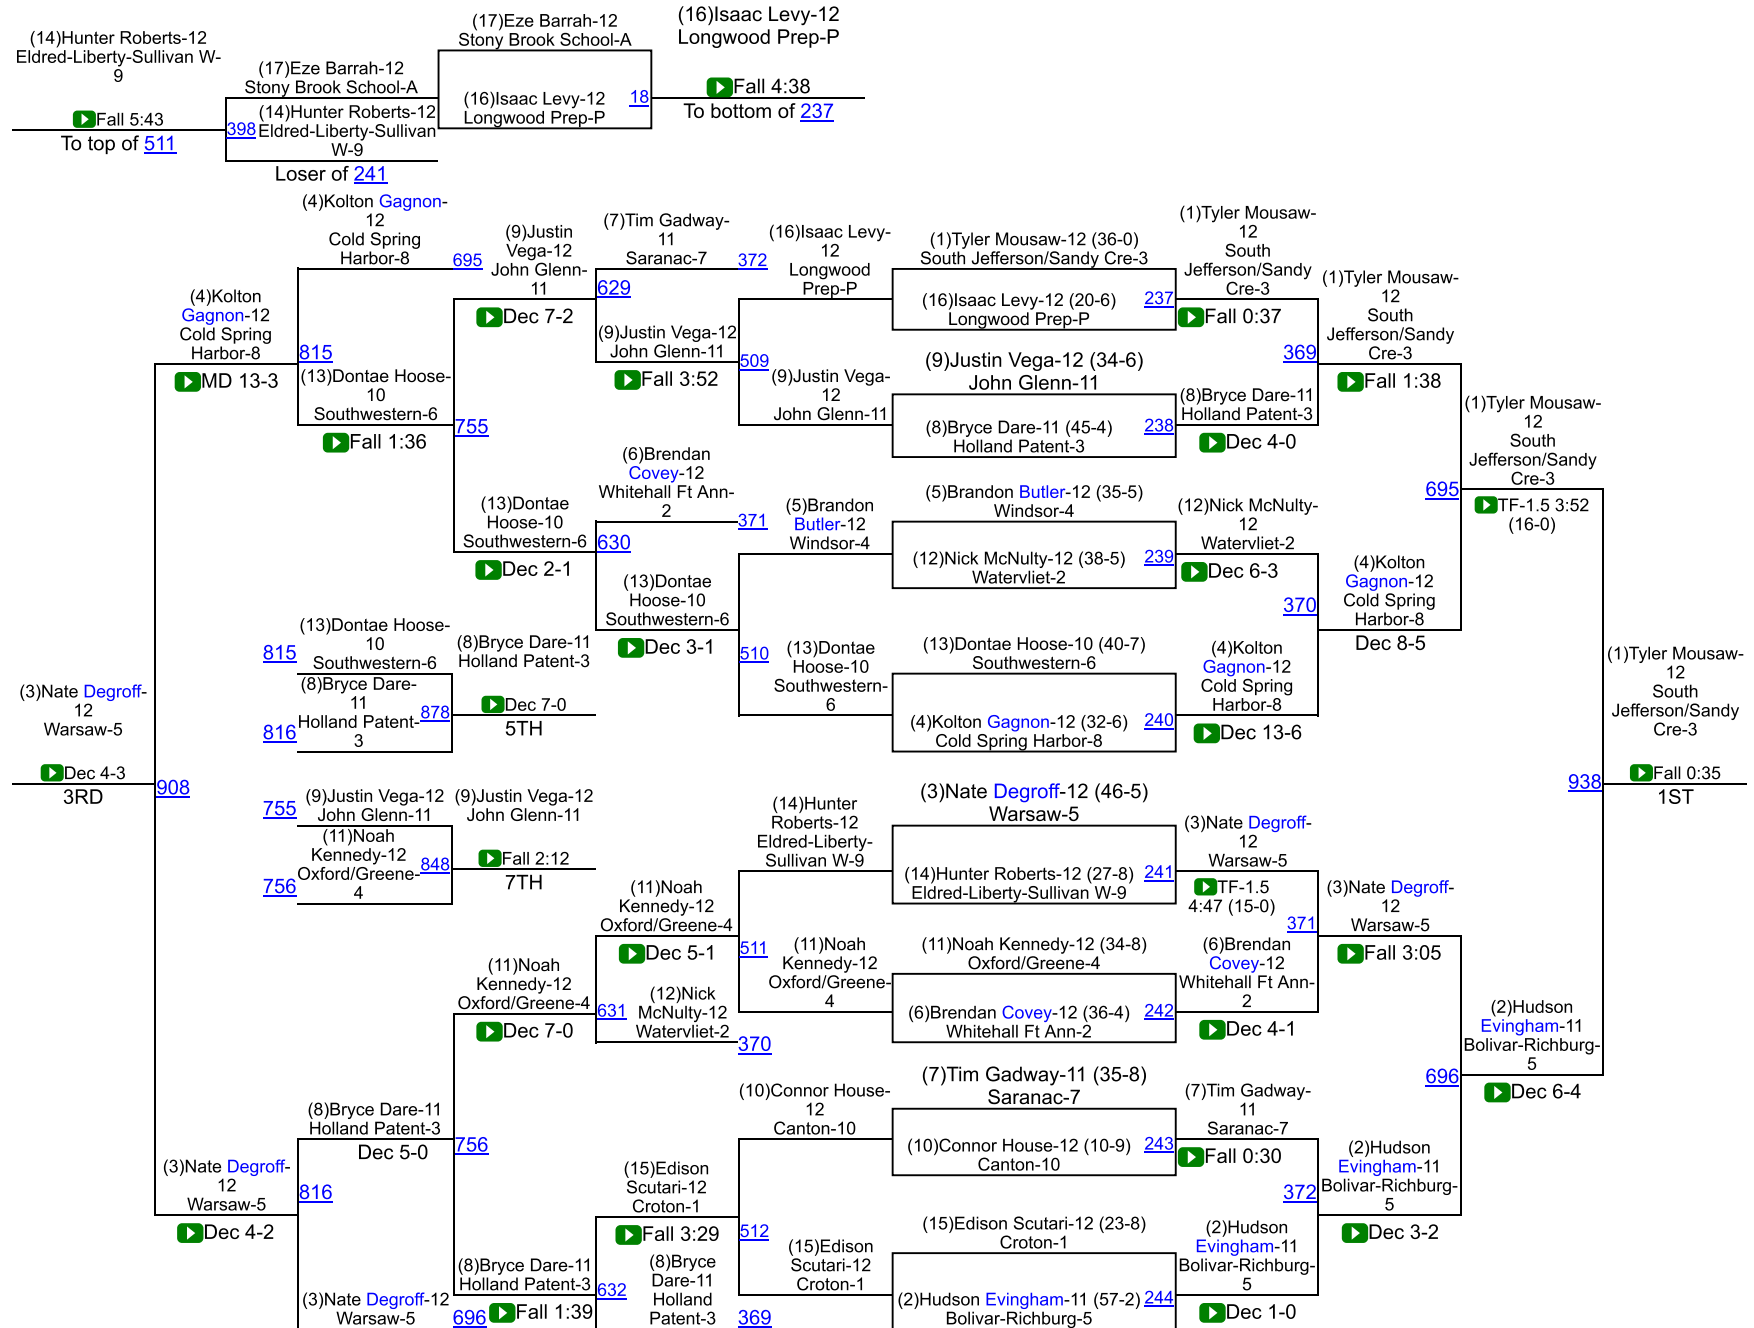 (14)Hunter Roberts-12
Eldred-Liberty-Sullivan W-
9
Fall 5:43
To top of 511
(17)Eze Barrah-12
Stony Brook School-A
398
(14)Hunter Roberts-12
Eldred-Liberty-Sullivan
W-9
Loser of 241
(17)Eze Barrah-12
Stony Brook School-A
(16)Isaac Levy-12
Longwood Prep-P
18
(16)Isaac Levy-12
Longwood Prep-P
Fall 4:38
To bottom of 237
(3)Nate Degroff-
12
Warsaw-5
Dec 4-3
3RD
908
(4)Kolton
Gagnon-12
Cold Spring
Harbor-8
MD 13-3
(3)Nate Degroff-
12
Warsaw-5
Dec 4-2
(4)Kolton Gagnon-
12
Cold Spring
Harbor-8
695
815
(13)Dontae Hoose-
10
Southwestern-6
Fall 1:36
755
815
(13)Dontae Hoose-
10
Southwestern-6
816
(8)Bryce Dare-
11
Holland Patent-
3
878
(8)Bryce Dare-11
Holland Patent-3
Dec 7-0
5TH
755
(9)Justin Vega-12
John Glenn-11
756
(11)Noah
Kennedy-12
Oxford/Greene-
4
848
(9)Justin Vega-12
John Glenn-11
Fall 2:12
7TH
(8)Bryce Dare-11
Holland Patent-3
Dec 5-0
756
816
(3)Nate Degroff-12
Warsaw-5
696
(9)Justin
Vega-12
John Glenn-
11
Dec 7-2
(13)Dontae
Hoose-10
Southwestern-6
Dec 2-1
(11)Noah
Kennedy-12
Oxford/Greene-4
Dec 7-0
(8)Bryce Dare-11
Holland Patent-3
Fall 1:39
(7)Tim Gadway-
11
Saranac-7
372
629
(9)Justin Vega-12
John Glenn-11
Fall 3:52
(6)Brendan
Covey-12
Whitehall Ft Ann-
2
371
630
(13)Dontae
Hoose-10
Southwestern-6
Dec 3-1
(11)Noah
Kennedy-12
Oxford/Greene-4
Dec 5-1
631
(12)Nick
McNulty-12
Watervliet-2
370
(15)Edison
Scutari-12
Croton-1
Fall 3:29
632
(8)Bryce
Dare-11
Holland
Patent-3
369
(16)Isaac Levy-
12
Longwood
Prep-P
509
(9)Justin Vega-
12
John Glenn-11
(5)Brandon
Butler-12
Windsor-4
510
(13)Dontae
Hoose-10
Southwestern-
6
(14)Hunter
Roberts-12
Eldred-Liberty-
Sullivan W-9
511
(11)Noah
Kennedy-12
Oxford/Greene-
4
(10)Connor House-
12
Canton-10
512
(15)Edison
Scutari-12
Croton-1
(1)Tyler Mousaw-12 (36-0)
South Jefferson/Sandy Cre-3
(16)Isaac Levy-12 (20-6)
Longwood Prep-P
237
(9)Justin Vega-12 (34-6)
John Glenn-11
(8)Bryce Dare-11 (45-4)
Holland Patent-3
238
(5)Brandon Butler-12 (35-5)
Windsor-4
(12)Nick McNulty-12 (38-5)
Watervliet-2
239
(13)Dontae Hoose-10 (40-7)
Southwestern-6
(4)Kolton Gagnon-12 (32-6)
Cold Spring Harbor-8
240
(3)Nate Degroff-12 (46-5)
Warsaw-5
(14)Hunter Roberts-12 (27-8)
Eldred-Liberty-Sullivan W-9
241
(11)Noah Kennedy-12 (34-8)
Oxford/Greene-4
(6)Brendan Covey-12 (36-4)
Whitehall Ft Ann-2
242
(7)Tim Gadway-11 (35-8)
Saranac-7
(10)Connor House-12 (10-9)
Canton-10
243
(15)Edison Scutari-12 (23-8)
Croton-1
(2)Hudson Evingham-11 (57-2)
Bolivar-Richburg-5
244
(1)Tyler Mousaw-
12
South
Jefferson/Sandy
Cre-3
Fall 0:37
369
(8)Bryce Dare-11
Holland Patent-3
Dec 4-0
(12)Nick McNulty-
12
Watervliet-2
Dec 6-3
370
(4)Kolton
Gagnon-12
Cold Spring
Harbor-8
Dec 13-6
(3)Nate Degroff-
12
Warsaw-5
TF-1.5
4:47 (15-0)
371
(6)Brendan
Covey-12
Whitehall Ft Ann-
2
Dec 4-1
(7)Tim Gadway-
11
Saranac-7
Fall 0:30
372
(2)Hudson
Evingham-11
Bolivar-Richburg-
5
Dec 1-0
(1)Tyler Mousaw-
12
South
Jefferson/Sandy
Cre-3
Fall 1:38
695
(4)Kolton
Gagnon-12
Cold Spring
Harbor-8
Dec 8-5
(3)Nate Degroff-
12
Warsaw-5
Fall 3:05
696
(2)Hudson
Evingham-11
Bolivar-Richburg-
5
Dec 3-2
(1)Tyler Mousaw-
12
South
Jefferson/Sandy
Cre-3
TF-1.5 3:52
(16-0)
938
(2)Hudson
Evingham-11
Bolivar-Richburg-
5
Dec 6-4
(1)Tyler Mousaw-
12
South
Jefferson/Sandy
Cre-3
Fall 0:35
1ST